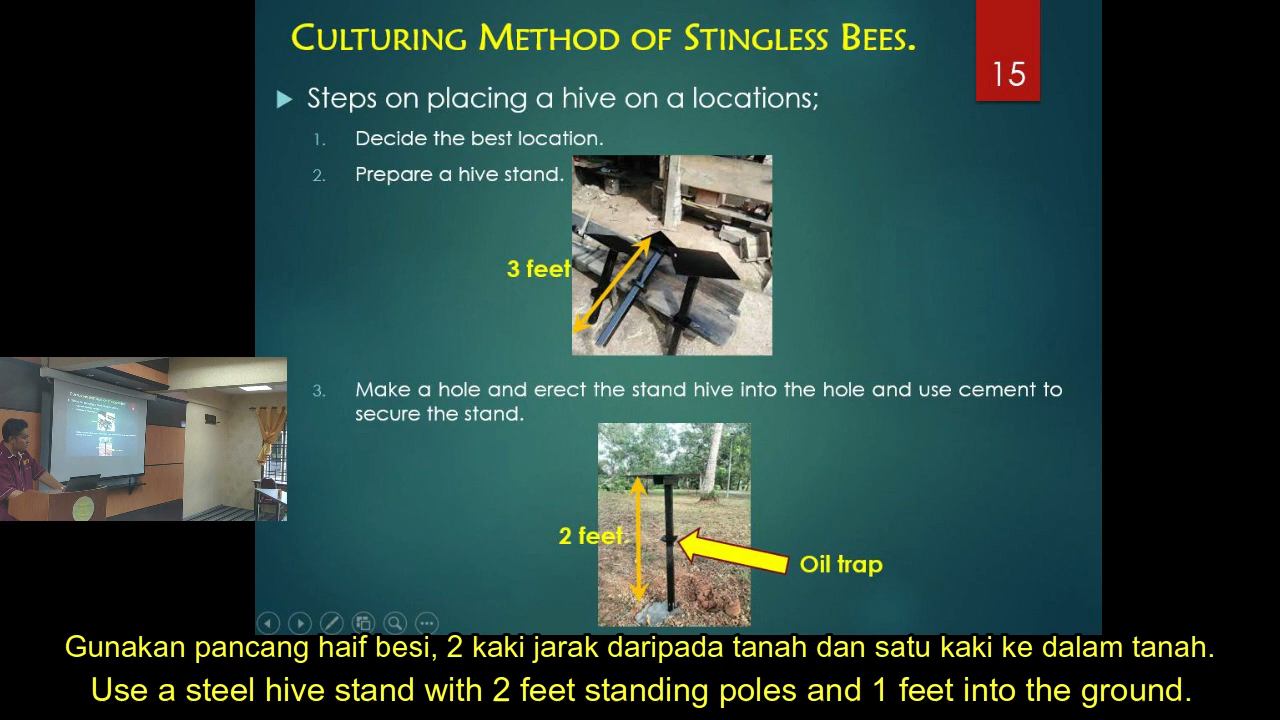 CULTURING METHOD OF STINGLESS BEES.
15
Steps on placing a hive on a locations;
1. Decide the best location.
2. Prepare a hive stand.
3 feet
3. Make a hole and erect the stand hive into the hole and use cement to
secure the stand.
2 feet
Oil trap
Gunakan pancang haif besi, 2 kaki jarak daripada tanah dan satu kaki ke dalam tanah.
Use a steel hive stand with 2 feet standing poles and 1 feet into the ground.